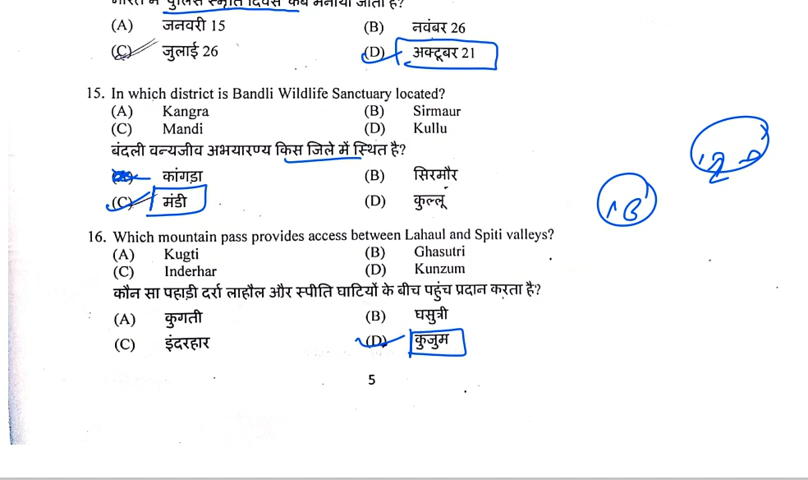 भारत में पुलिस स्मृति दिवस कब मनाया जाता है?
(A) जनवरी 15 (B) नवंबर 26
(C) जुलाई 26 (D) अक्टूबर 21
15. In which district is Bandli Wildlife Sanctuary located?
(A) Kangra (B) Sirmaur
(C) Mandi (D) Kullu
बंदली वन्यजीव अभयारण्य किस जिले में स्थित है?
कांगड़ा (B) सिरमौर
(C) मंडी (D) कुल्लू
16. Which mountain pass provides access between Lahaul and Spiti valleys?
(A) Kugti (B) Ghasutri
(C) Inderhar (D) Kunzum
कौन सा पहाड़ी दर्रा लाहौल और स्पीति घाटियों के बीच पहुंच प्रदान करता है?
(A) कुगती (B) घसुत्री
(C) इंदरहार (D) कुंजुम
5